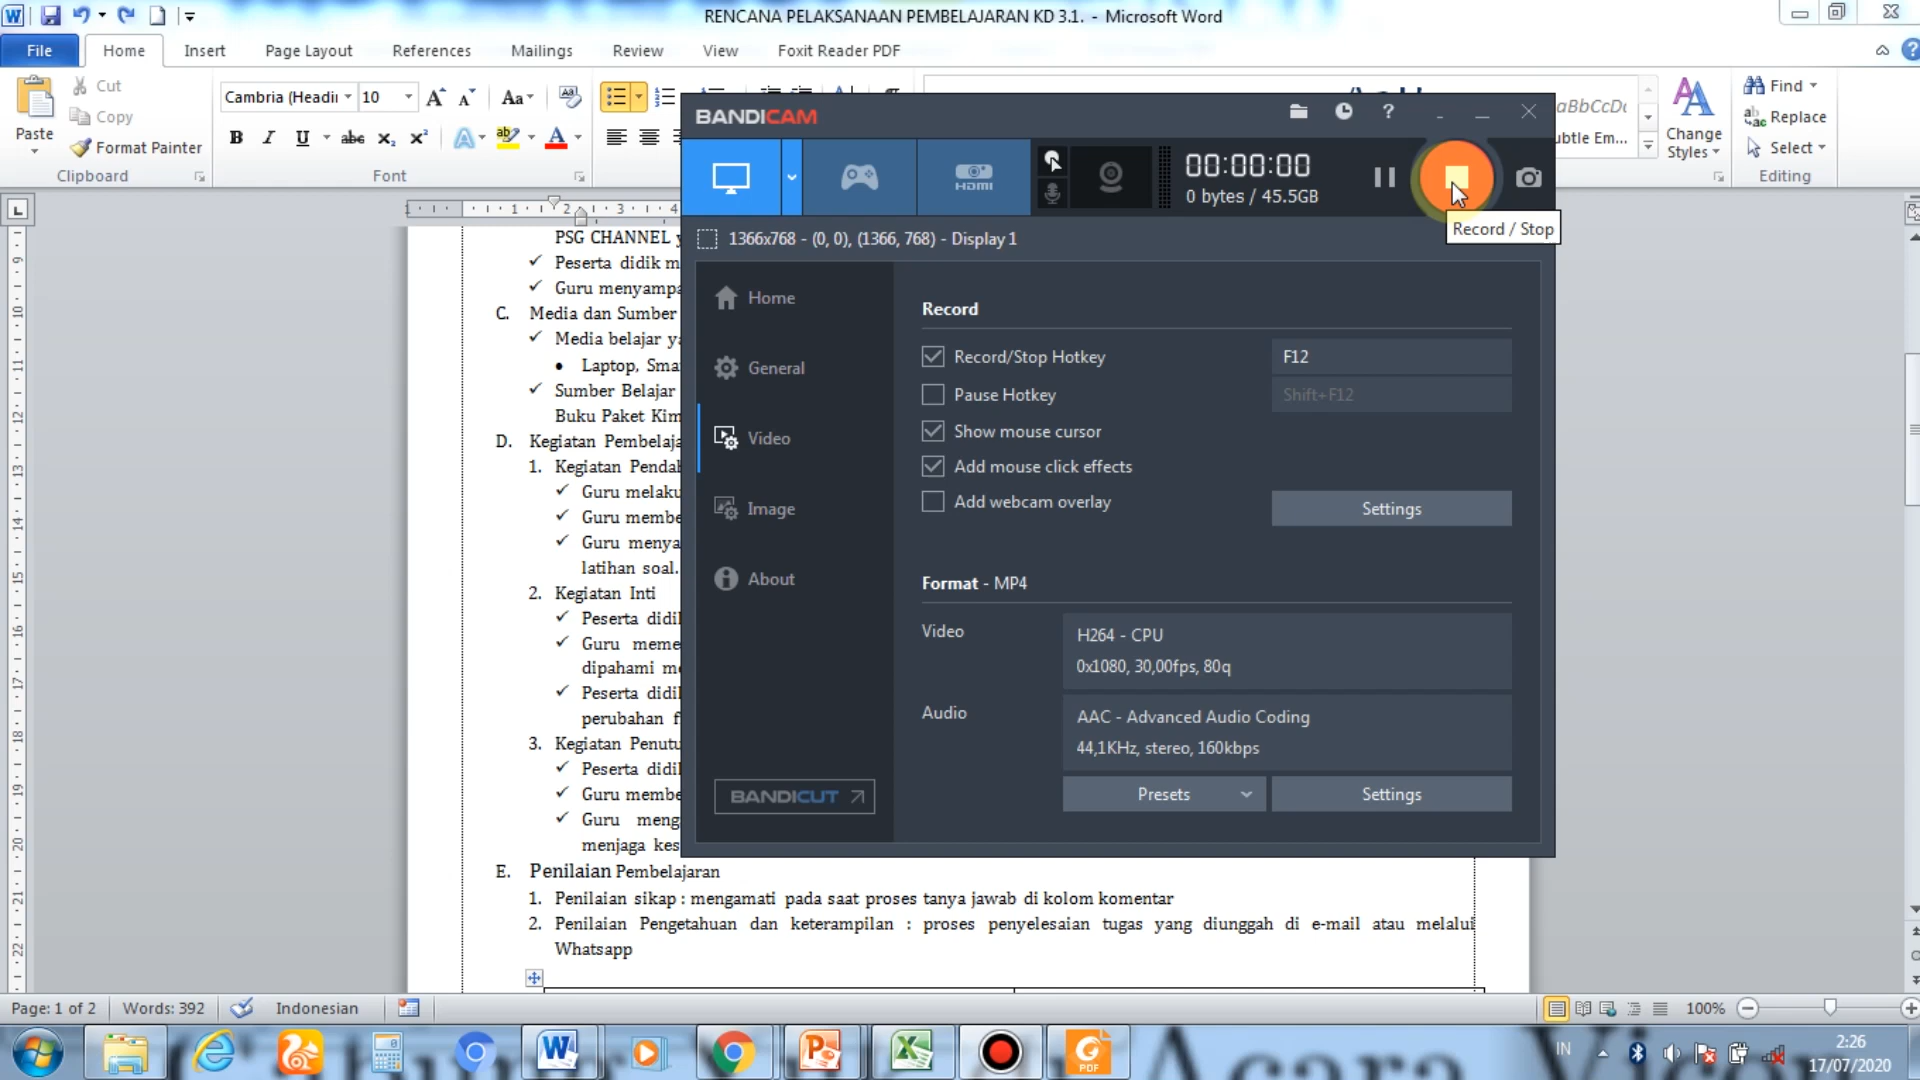 RENCANA PELAKSANAAN PEMBELAJARAN KD 3.1. - Microsoft Word
File Home Insert Page Layout References Mailings Review View Foxit Reader PDF
Paste
Cut
Copy
Format Painter
Clipboard
Cambria (Headi 10
Font
aBbCcDc
ubtle Em...
Change
Styles
Find
Replace
Select
Editing
PSG CHANNEL
Peserta didik
Guru menyampa
C. Media dan Sumber
Media belajar
Laptop, Sma
Sumber Belajar
Buku Paket Kim
D. Kegiatan Pembelaja
1. Kegiatan Pendah
Guru melaku
Guru membe
Guru menya
latihan soal.
2. Kegiatan Inti
Peserta didi
Guru meme
dipahami
Peserta didi
perubahan f
3. Kegiatan Penutu
Peserta didi
Guru membe
Guru meng
menjaga kes
E. Penilaian Pembelajaran
1. Penilaian sikap : mengamati pada saat proses tanya jawab di kolom komentar
2. Penilaian Pengetahuan dan keterampilan : proses penyelesaian tugas yang diunggah di e-mail atau melalui
Whatsapp
BANDICAM
HDMI
00:00:00
0 bytes / 45.5GB
Record / Stop
1366x768 - (0, 0), (1366, 768) - Display 1
Home
General
Video
Image
About
BANDICUT
Record
Record/Stop Hotkey F12
Pause Hotkey Shift+F12
Show mouse cursor
Add mouse click effects
Add webcam overlay Settings
Format - MP4
Video H264 - CPU
0x1080, 30,00fps, 80q
Audio AAC - Advanced Audio Coding
44,1KHz, stereo, 160kbps
Presets Settings
Page: 1 of 2 Words: 392 Indonesian 100%
IN
2:26
17/07/2020